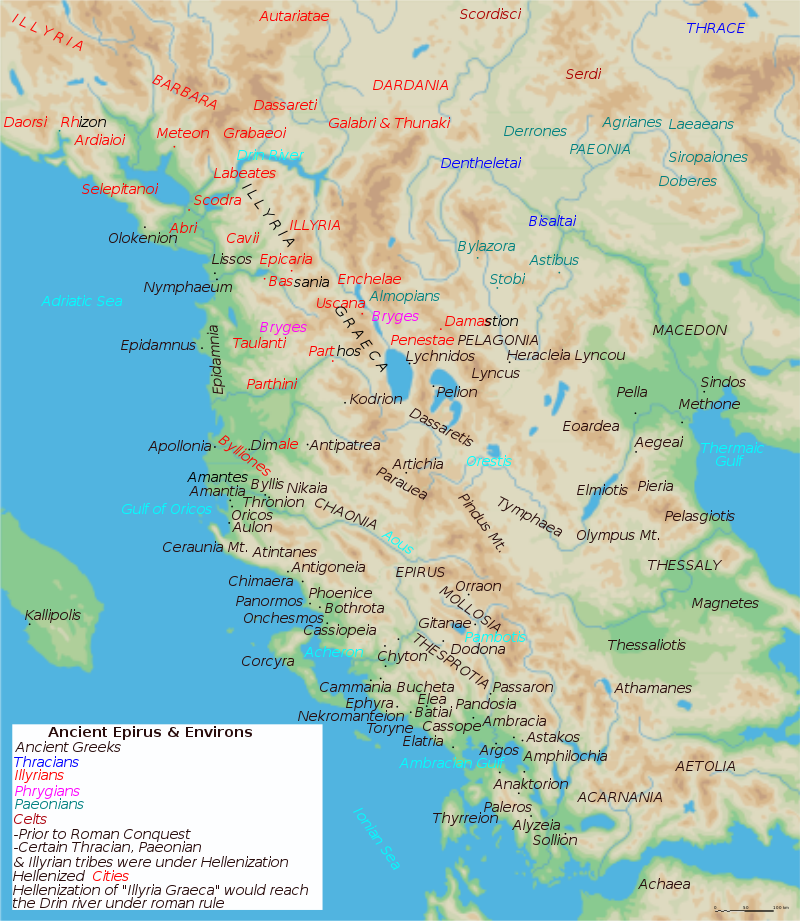 ILLYRIA
Autariatae
Scordisci
THRACE
Serdi
BARBARA
DARDANIA
Dassareti
Daorsi
Rhizon
Ardiaioi
Meteon
Grabaeoi
Galabri & Thunaki
Derrones
Agrianes
Laeaeans
PAEONIA
Drin River
Dentheletai
Siropaiones
Labeates
Doberes
Selepitanoi
Scodra
ILLYRIA
ILLYRIA
Bisaltai
Abri
Olokenion
Cavii
Bylazora
Lissos
Epicaria
Astibus
Nymphaeum
Bassania
Enchelae
Stobi
Adriatic Sea
Uscana
Almopians
GRAECA
Bryges
Bryges
Damastion
MACEDON
Epidamnus
Epidamnia
Taulanti
Parthos
Penestae
PELAGONIA
Lychnidos
Heracleia Lyncou
Lyncus
Parthini
Sindos
Pelion
Pella
Kodrion
Methone
Dassaretis
Eoardea
Aegeai
Apollonia
Bylliones
Dimale
Antipatrea
Thermaic
Gulf
Artichia
Orestis
Amantes
Byllis
Nikaia
Parauea
Elmiotis
Pieria
Amantia
Thronion
Gulf of Oricos
Oricos
CHAONIA
Pindus Mt.
Tymphaea
Pelasgiotis
Aulon
Aous
Olympus Mt.
Ceraunia Mt.
Atintanes
Antigoneia
EPIRUS
THESSALY
Chimaera
Orraon
Phoenice
Panormos
Bothrota
MOLLOSIA
Magnetes
Kallipolis
Onchesmos
Gitanae
Cassiopeia
Pambotis
THESPROTIA
Dodona
Thessaliotis
Acheron
Chyton
Corcyra
Cammania
Bucheta
Passaron
Athamanes
Ephyra
Elea
Pandosia
Nekromanteion
Batiai
Toryne
Cassope
Ambracia
Elatria
Astakos
Argos
Amphilochia
Ambracian Gulf
AETOLIA
Anaktorion
ACARNANIA
Paleros
Thyrreion
Alyzeia
Sollion
Ionian Sea
Achaea
Ancient Epirus & Environs
Ancient Greeks
Thracians
Illyrians
Phrygians
Paeonians
Celts
-Prior to Roman Conquest
-Certain Thracian, Paeonian
& Illyrian tribes were under Hellenization
Hellenized Cities
Hellenization of "Illyria Graeca" would reach
the Drin river under roman rule
0 50 100 km